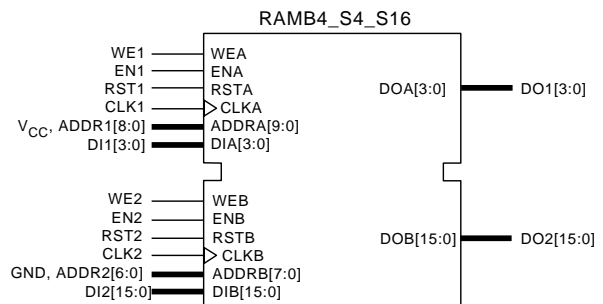 RAMB4_S4_S16
WE1 WEA
EN1 ENA
RST1 RSTA DOA[3:0] DO1[3:0]
CLK1 CLKA
VCC, ADDR1[8:0] ADDRA[9:0]
DI1[3:0] DIA[3:0]
WE2 WEB
EN2 ENB
RST2 RSTB DOB[15:0] DO2[15:0]
CLK2 CLKB
GND, ADDR2[6:0] ADDRB[7:0]
DI2[15:0] DIB[15:0]